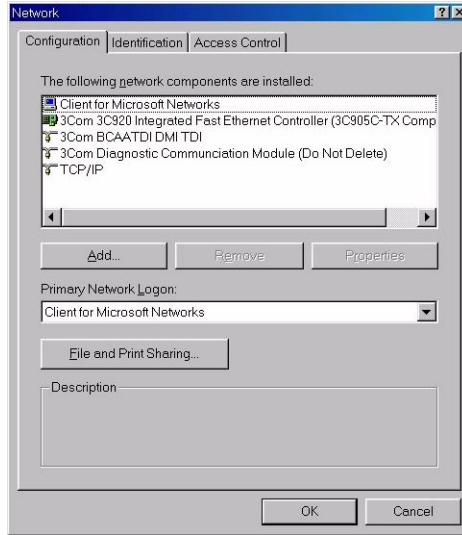 Network
Configuration Identification Access Control
The following network components are installed:
Client for Microsoft Networks
3Com 3C920 Integrated Fast Ethernet Controller (3C905C-TX Comp
3Com BCAATDI DMI TDI
3Com Diagnostic Communciation Module (Do Not Delete)
TCP/IP
Add... Remove Properties
Primary Network Logon:
Client for Microsoft Networks
File and Print Sharing...
Description
OK Cancel